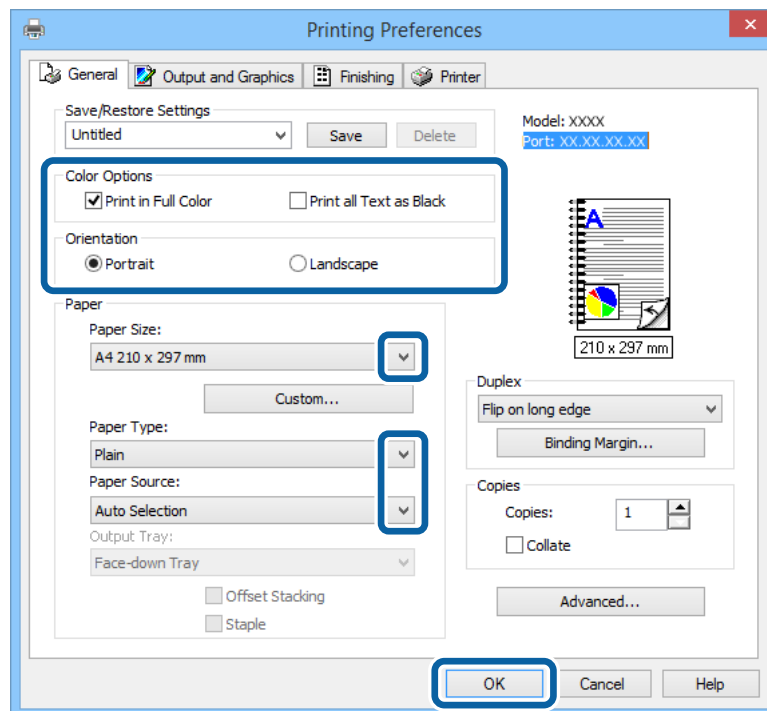 Printing Preferences
General Output and Graphics Finishing Printer
Save/Restore Settings
Untitled Save Delete
Model: XXXX
Port: XX.XX.XX.XX
Color Options
Print in Full Color Print all Text as Black
Orientation
Portrait Landscape
A
210 x 297 mm
Paper
Paper Size:
A4 210 x 297 mm
Custom...
Paper Type:
Plain
Paper Source:
Auto Selection
Output Tray:
Face-down Tray
Offset Stacking
Staple
Duplex
Flip on long edge
Binding Margin...
Copies
Copies: 1
Collate
Advanced...
OK Cancel Help